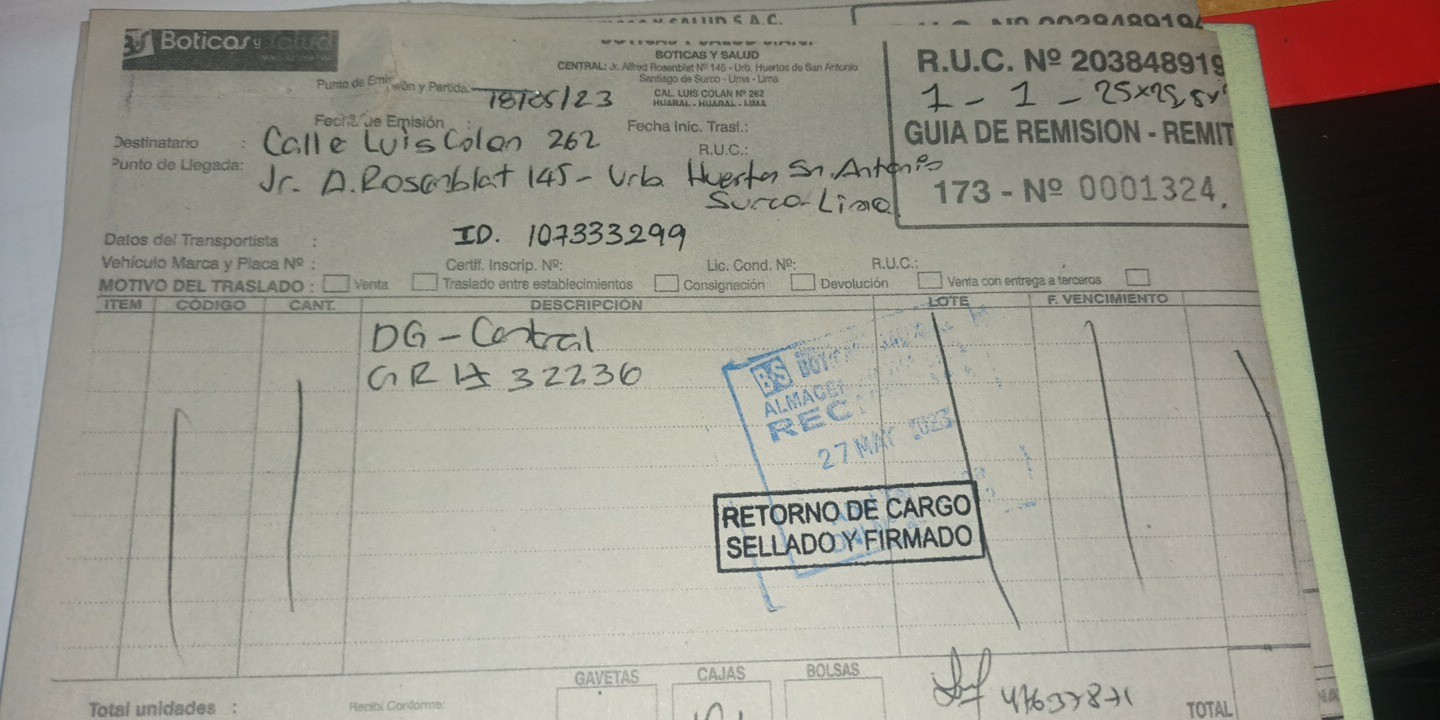 Boticas y Salud
BOTICAS Y SALUD
CENTRAL: Jr. Alfred Rosenblat Nº 145 - Urb. Huertos de San Antonio
Santiago de Surco - Lima - Lima
CAL. LUIS COLAN Nº 262
HUARAL - HUARAL - LIMA
R.U.C. Nº 203848919
1 - 1 - 25x25
GUIA DE REMISION - REMIT
173 - Nº 0001324
Punto de Emisión y Partida
18/05/23
Fecha de Emisión :
Fecha Inic. Trasl.:
Destinatario : Calle Luis Colan 262
R.U.C.:
Punto de Llegada: Jr. A. Rosenblat 145 - Urb. Huertos Sn. Antonio
Surco - Lima
ID. 107333299
Datos del Transportista :
Vehículo Marca y Placa Nº : Certif. Inscrip. Nº: Lic. Cond. Nº: R.U.C.:
MOTIVO DEL TRASLADO : Venta Traslado entre establecimientos Consignación Devolución Venta con entrega a terceros
ITEM CÓDIGO CANT. DESCRIPCIÓN LOTE F. VENCIMIENTO
DG - Central
GR # 32236
BS
REC
27 MAY 2023
RETORNO DE CARGO
SELLADO Y FIRMADO
GAVETAS CAJAS BOLSAS
Total unidades : Recibí Conforme: TOTAL